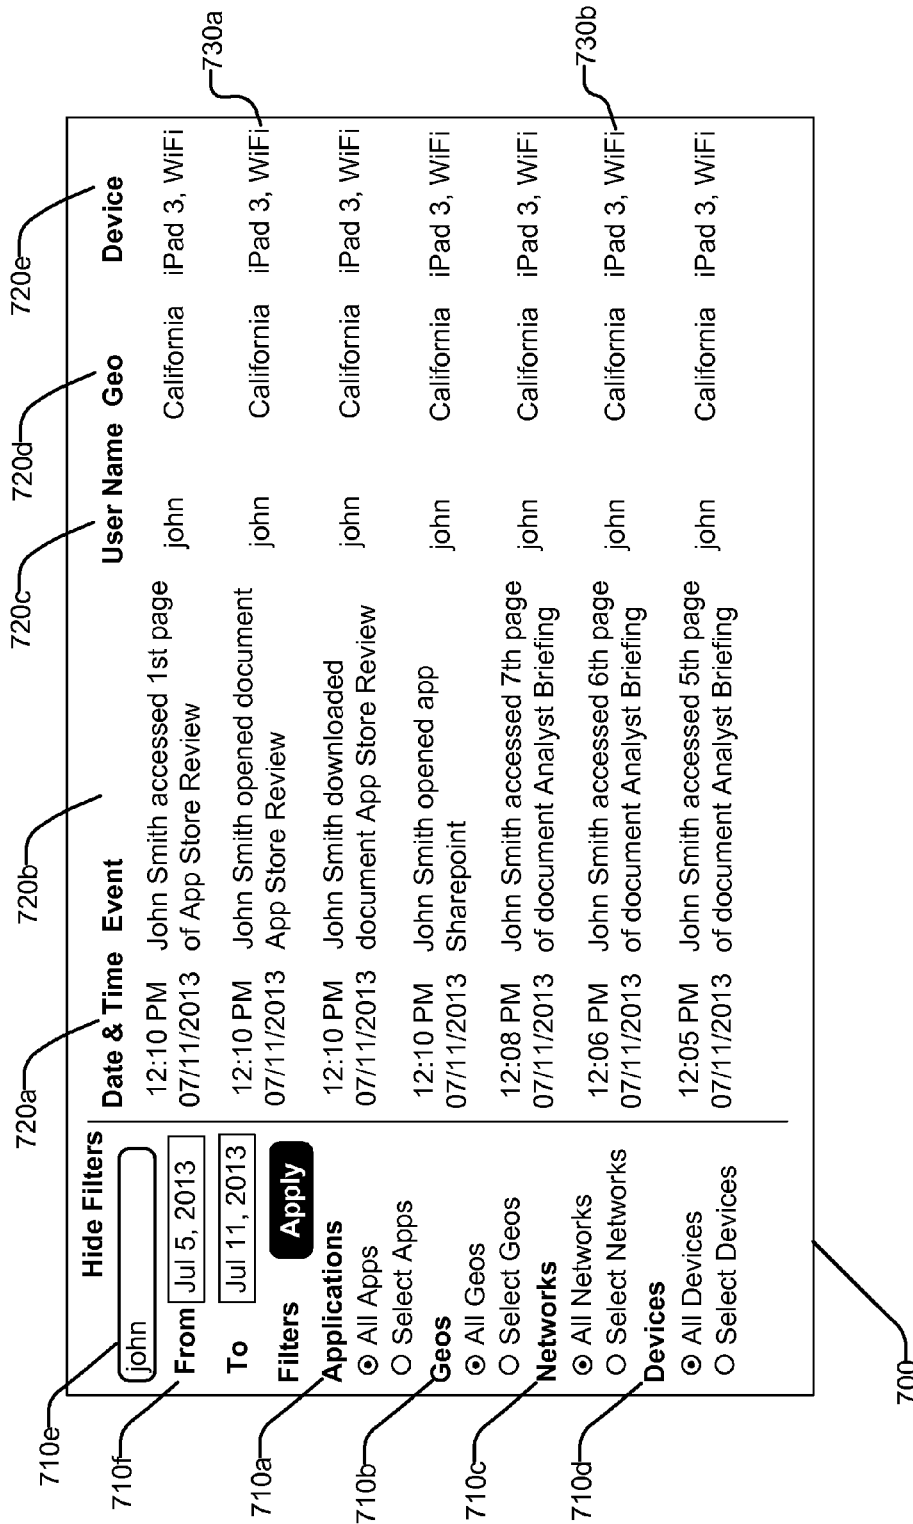 720a
720b
720c
720d
720e
710e
710f
710a
710b
710c
710d
Hide Filters
john
From Jul 5, 2013
To Jul 11, 2013
Filters Apply
Applications
All Apps
Select Apps
Geos
All Geos
Select Geos
Networks
All Networks
Select Networks
Devices
All Devices
Select Devices
Date & Time Event User Name Geo Device
12:10 PM John Smith accessed 1st page john California iPad 3, WiFi
07/11/2013 of App Store Review
12:10 PM John Smith opened document john California iPad 3, WiFi
07/11/2013 App Store Review
12:10 PM John Smith downloaded john California iPad 3, WiFi
07/11/2013 document App Store Review
12:10 PM John Smith opened app john California iPad 3, WiFi
07/11/2013 Sharepoint
12:08 PM John Smith accessed 7th page john California iPad 3, WiFi
07/11/2013 of document Analyst Briefing
12:06 PM John Smith accessed 6th page john California iPad 3, WiFi
07/11/2013 of document Analyst Briefing
12:05 PM John Smith accessed 5th page john California iPad 3, WiFi
07/11/2013 of document Analyst Briefing
730a
730b
700